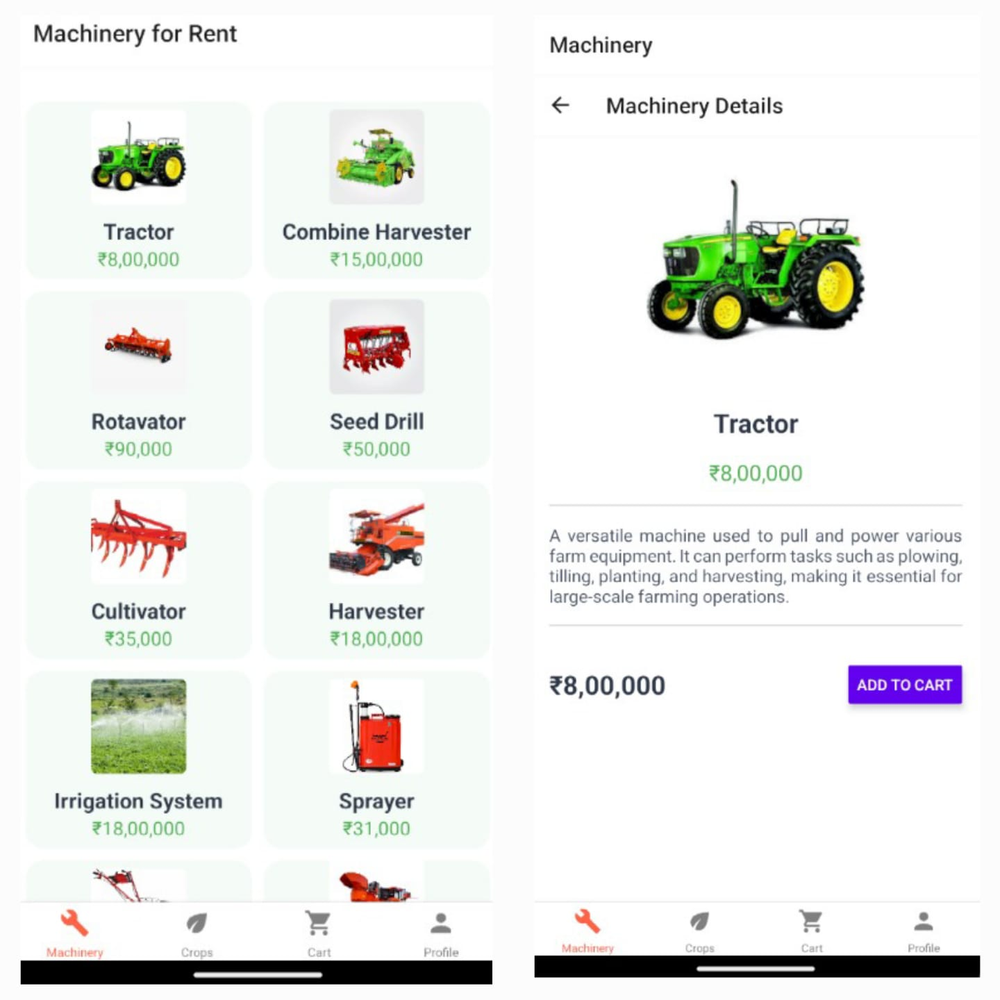 Machinery for Rent
Tractor
₹8,00,000
Combine Harvester
₹15,00,000
Rotavator
₹90,000
Seed Drill
₹50,000
Cultivator
₹35,000
Harvester
₹18,00,000
Irrigation System
₹18,00,000
Sprayer
₹31,000
Machinery
Crops
Cart
Profile
Machinery
Machinery Details
Tractor
₹8,00,000
A versatile machine used to pull and power various
farm equipment. It can perform tasks such as plowing,
tilling, planting, and harvesting, making it essential for
large-scale farming operations.
₹8,00,000
ADD TO CART
Machinery
Crops
Cart
Profile